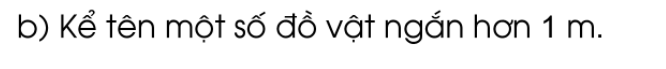 b) Kể tên một số đồ vật ngắn hơn 1 m.